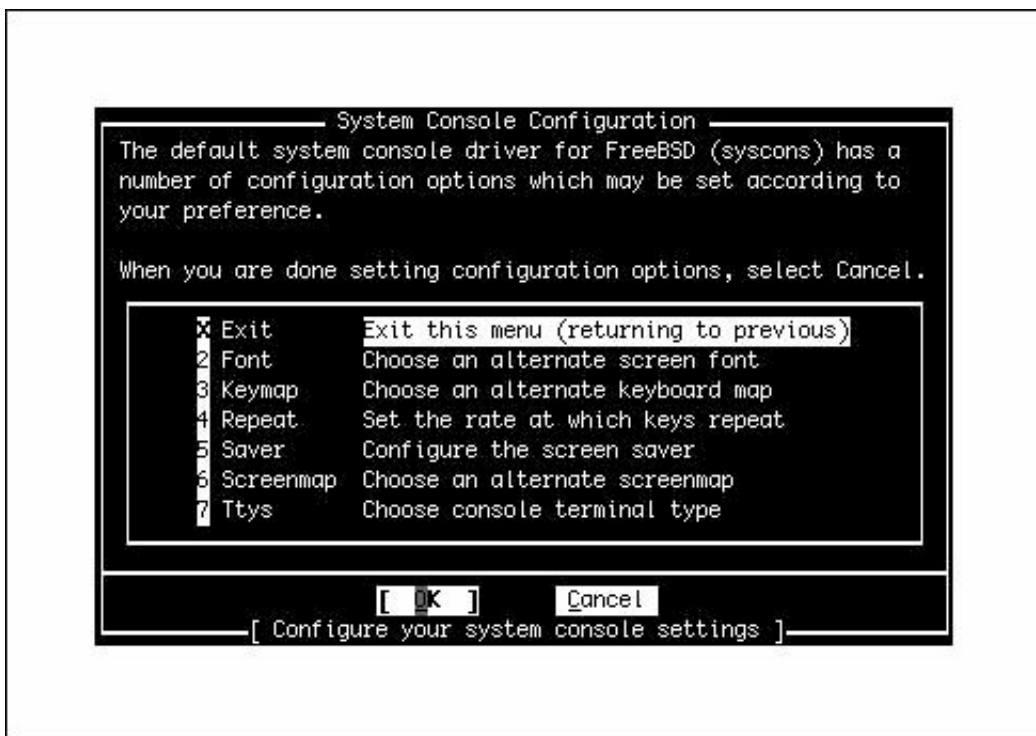 System Console Configuration
The default system console driver for FreeBSD (syscons) has a
number of configuration options which may be set according to
your preference.
When you are done setting configuration options, select Cancel.
X Exit Exit this menu (returning to previous)
2 Font Choose an alternate screen font
3 Keymap Choose an alternate keyboard map
4 Repeat Set the rate at which keys repeat
5 Saver Configure the screen saver
6 Screenmap Choose an alternate screenmap
7 Ttys Choose console terminal type
[ OK ] Cancel
[ Configure your system console settings ]